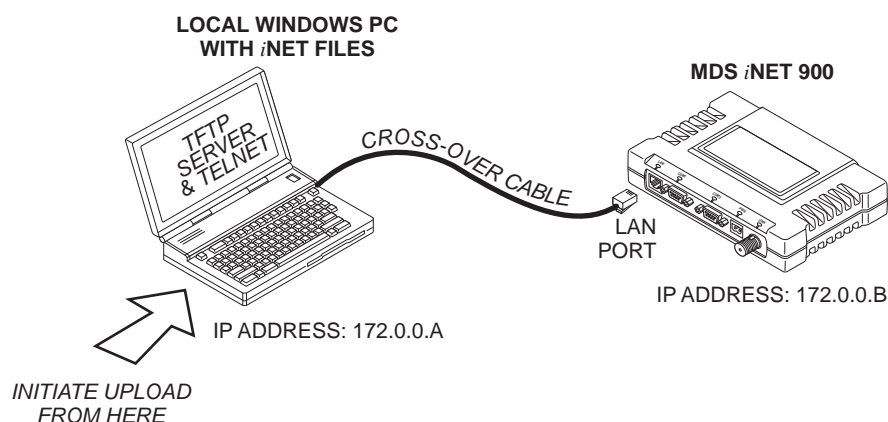 LOCAL WINDOWS PC
WITH iNET FILES
MDS iNET 900
TFTP
SERVER
& TELNET
CROSS-OVER CABLE
LAN
PORT
IP ADDRESS: 172.0.0.B
IP ADDRESS: 172.0.0.A
INITIATE UPLOAD
FROM HERE